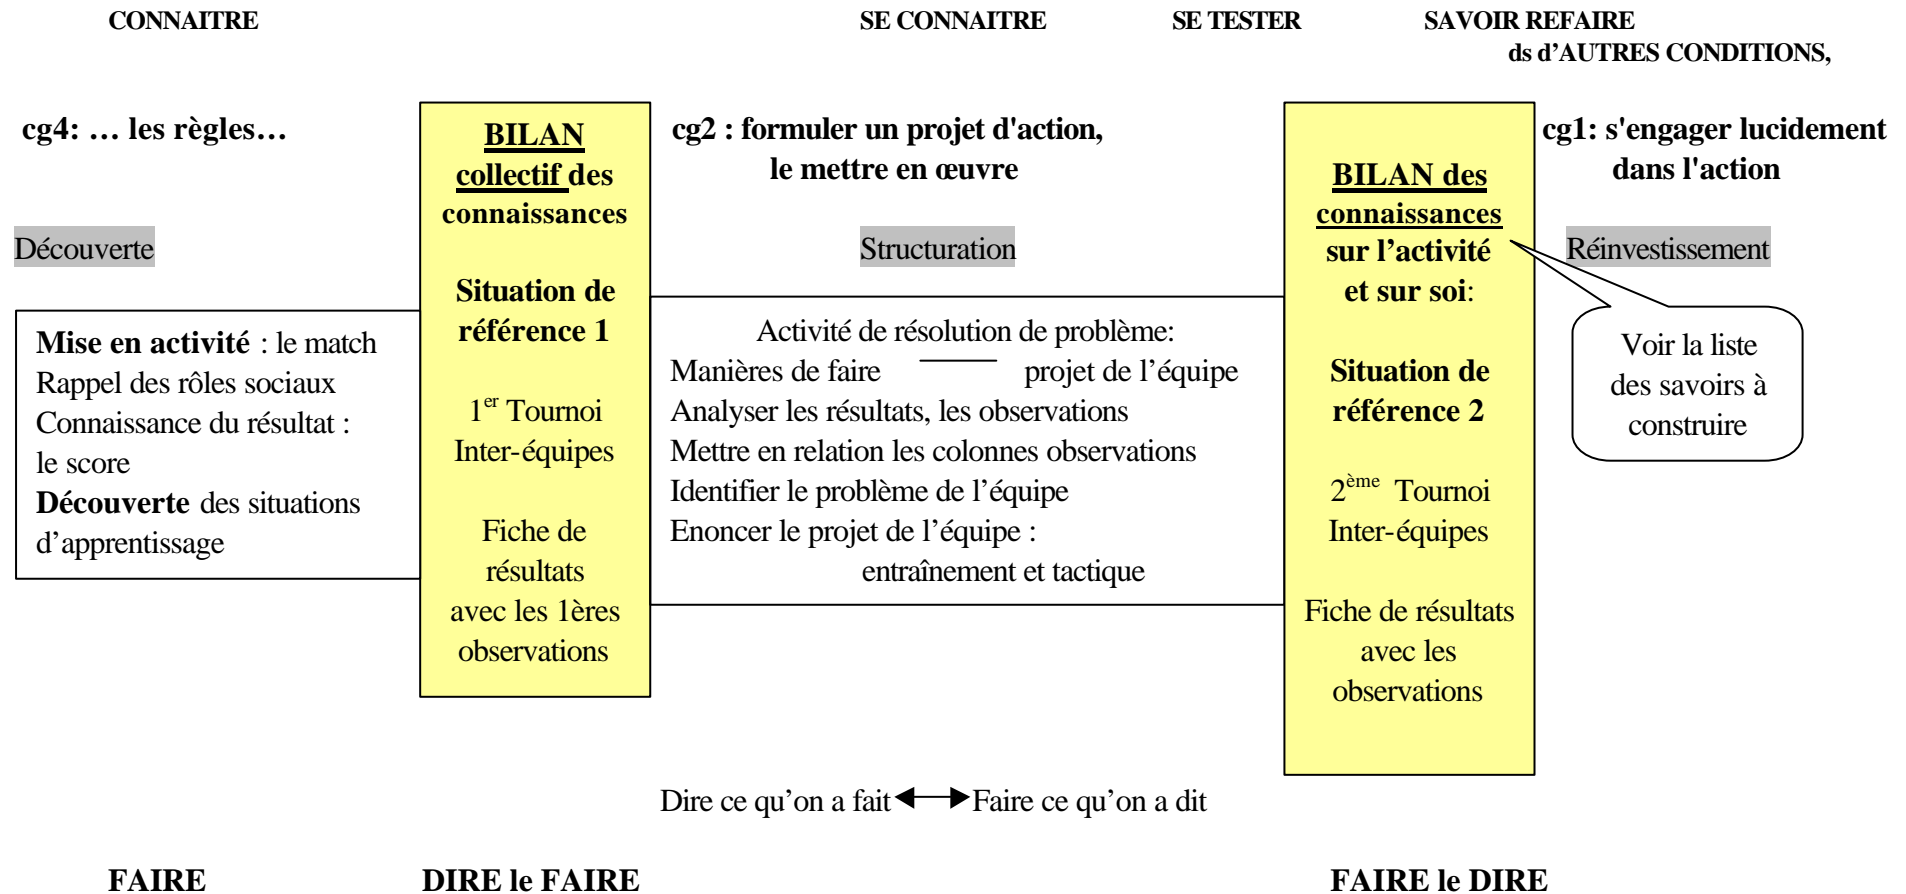 CONNAITRE
SE CONNAITRE
SE TESTER
SAVOIR REFAIRE
ds d’AUTRES CONDITIONS,
cg4: … les règles…
Découverte
Mise en activité : le match
Rappel des rôles sociaux
Connaissance du résultat :
le score
Découverte des situations
d’apprentissage
BILAN
collectif des
connaissances
Situation de
référence 1
1er Tournoi
Inter-équipes
Fiche de
résultats
avec les 1ères
observations
cg2 : formuler un projet d'action,
le mettre en œuvre
Structuration
Activité de résolution de problème:
Manières de faire projet de l’équipe
Analyser les résultats, les observations
Mettre en relation les colonnes observations
Identifier le problème de l’équipe
Enoncer le projet de l’équipe :
entraînement et tactique
BILAN des
connaissances
sur l’activité
et sur soi:
Situation de
référence 2
2ème Tournoi
Inter-équipes
Fiche de résultats
avec les
observations
cg1: s'engager lucidement
dans l'action
Réinvestissement
Voir la liste
des savoirs à
construire
Dire ce qu’on a fait Faire ce qu’on a dit
FAIRE
DIRE le FAIRE
FAIRE le DIRE